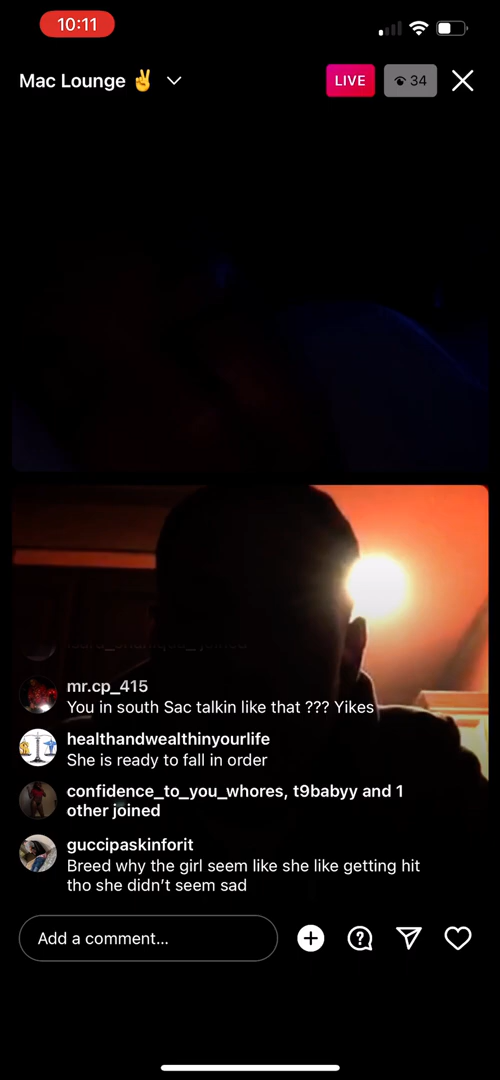 10:11
Mac Lounge ✌️
LIVE
34
mr.cp_415
You in south Sac talkin like that ??? Yikes
healthandwealthinyourlife
She is ready to fall in order
confidence_to_you_whores, t9babyy and 1
other joined
guccipaskinforit
Breed why the girl seem like she like getting hit
tho she didn’t seem sad
Add a comment...